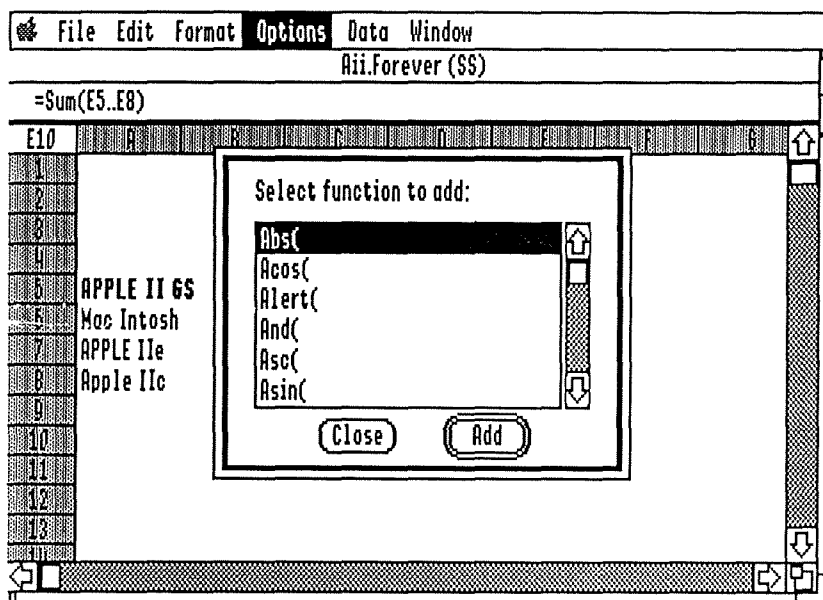 File Edit Format Options Data Window
Aii.Forever (SS)
=Sum(E5..E8)
E10 A B C D E F G
1
2
3
4
5 APPLE II GS
6 Mac Intosh
7 APPLE IIe
8 Apple IIc
9
10
11
12
13
Select function to add:
Abs(
Acos(
Alert(
And(
Asc(
Asin(
Close Add